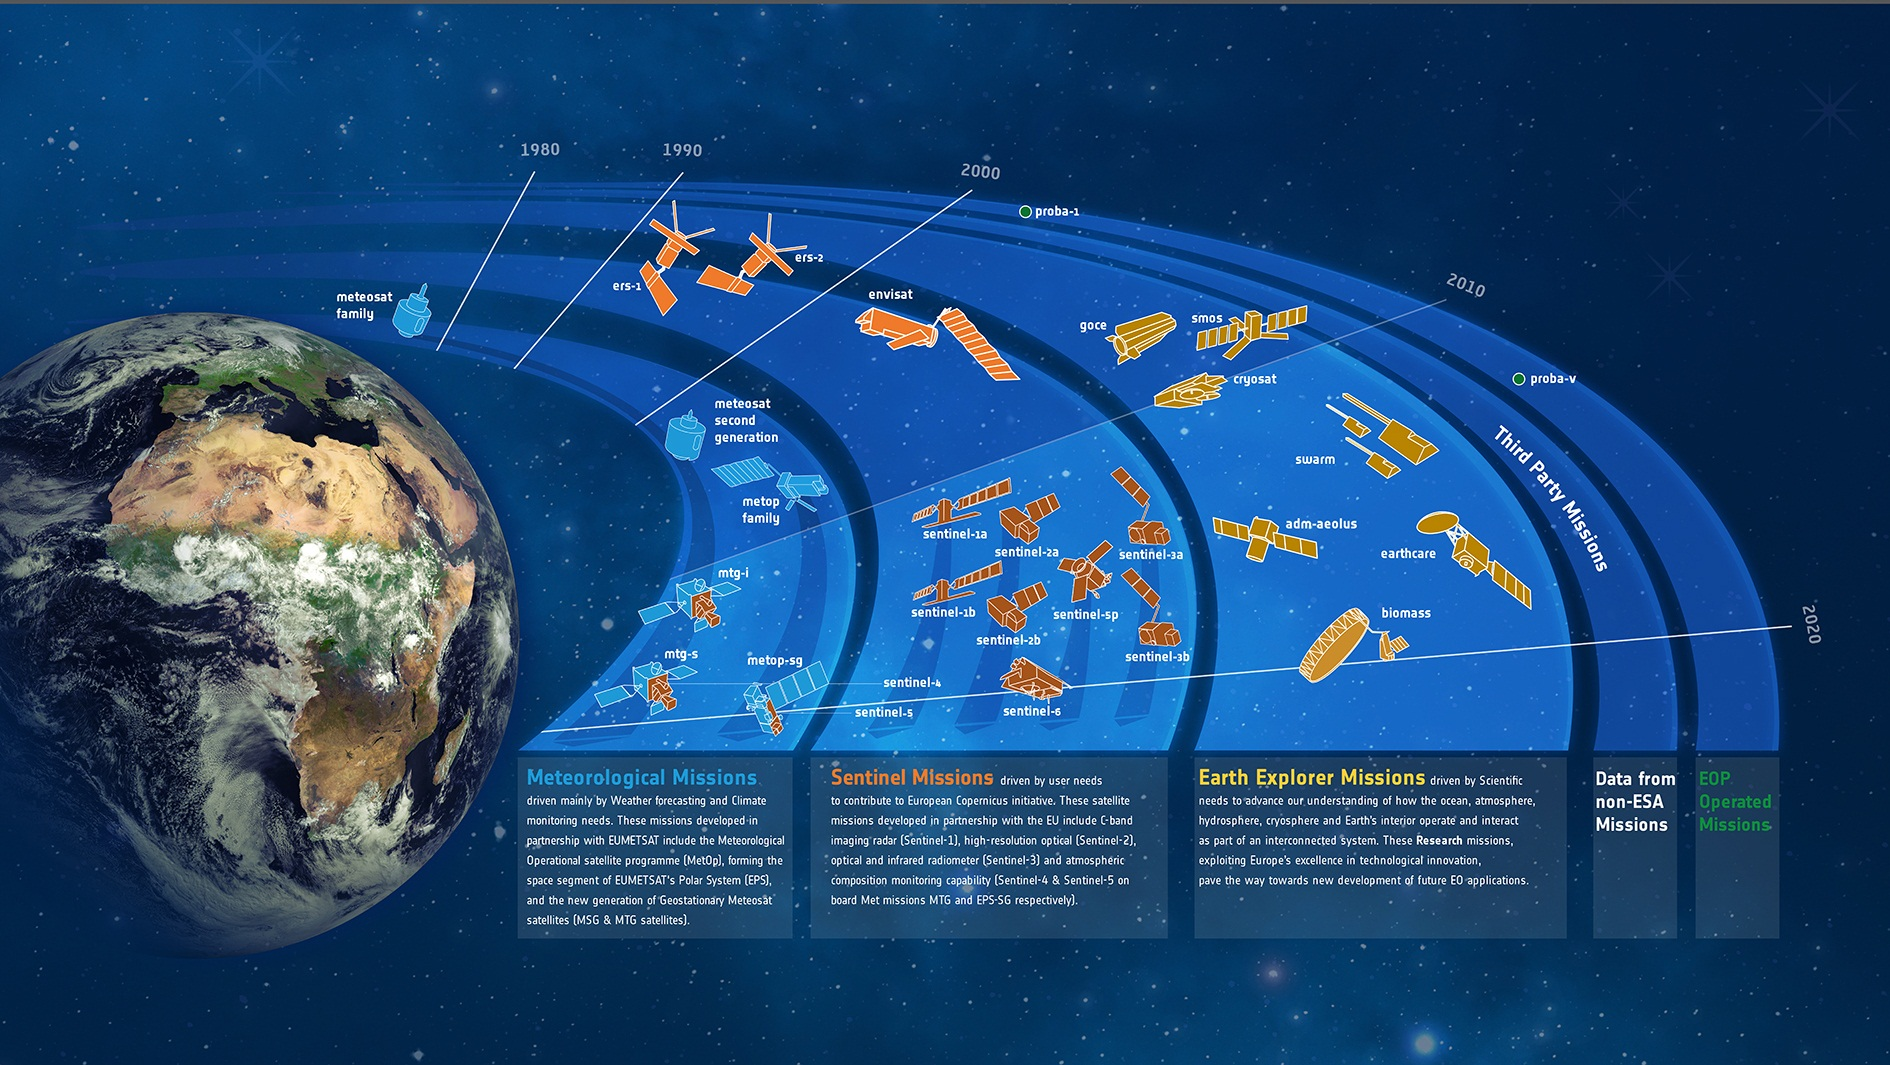 1980
1990
2000
2010
2020
proba-1
ers-2
ers-1
meteosat
family
envisat
goce
smos
cryosat
proba-v
meteosat
second
generation
metop
family
swarm
Third Party Missions
sentinel-1a
sentinel-2a
sentinel-3a
adm-aeolus
earthcare
mtg-i
sentinel-1b
sentinel-2b
sentinel-5p
sentinel-3b
biomass
mtg-s
metop-sg
sentinel-4
sentinel-5
sentinel-6
Meteorological Missions
driven mainly by Weather forecasting and Climate
monitoring needs. These missions developed in
partnership with EUMETSAT include the Meteorological
Operational satellite programme (MetOp), forming the
space segment of EUMETSAT's Polar System (EPS),
and the new generation of Geostationary Meteosat
satellites (MSG & MTG satellites).
Sentinel Missions driven by user needs
to contribute to European Copernicus initiative. These satellite
missions developed in partnership with the EU include C-band
imaging radar (Sentinel-1), high-resolution optical (Sentinel-2),
optical and infrared radiometer (Sentinel-3) and atmospheric
composition monitoring capability (Sentinel-4 & Sentinel-5 on
board Met missions MTG and EPS-SG respectively).
Earth Explorer Missions driven by Scientific
needs to advance our understanding of how the ocean, atmosphere,
hydrosphere, cryosphere and Earth's interior operate and interact
as part of an interconnected system. These Research missions,
exploiting Europe's excellence in technological innovation,
pave the way towards new development of future EO applications.
Data from
non-ESA
Missions
EOP
Operated
Missions